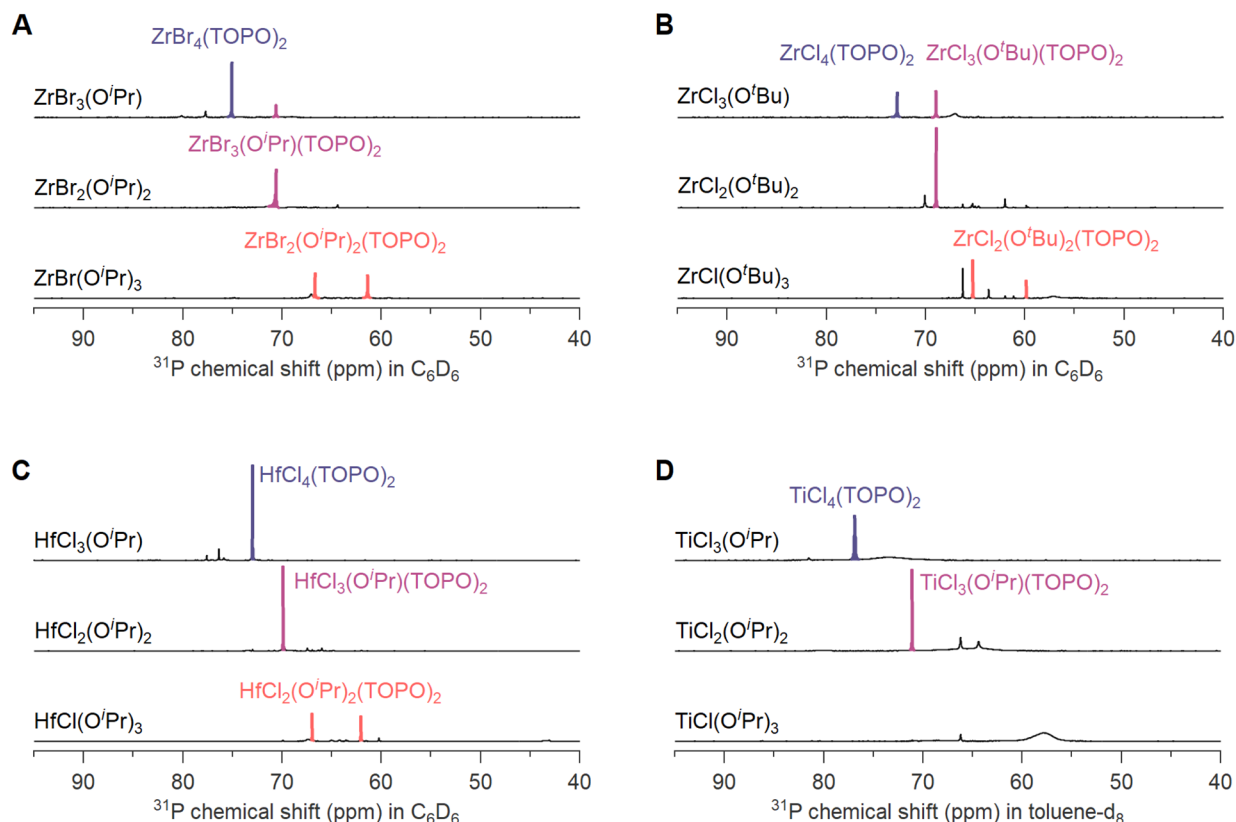 A
ZrBr₄(TOPO)₂
ZrBr₃(OⁱPr)
ZrBr₃(OⁱPr)(TOPO)₂
ZrBr₂(OⁱPr)₂
ZrBr₂(OⁱPr)₂(TOPO)₂
ZrBr(OⁱPr)₃
90 80 70 60 50 40
³¹P chemical shift (ppm) in C₆D₆
B
ZrCl₄(TOPO)₂ ZrCl₃(OᵗBu)(TOPO)₂
ZrCl₃(OᵗBu)
ZrCl₂(OᵗBu)₂
ZrCl₂(OᵗBu)₂(TOPO)₂
ZrCl(OᵗBu)₃
90 80 70 60 50 40
³¹P chemical shift (ppm) in C₆D₆
C
HfCl₄(TOPO)₂
HfCl₃(OⁱPr)
HfCl₃(OⁱPr)(TOPO)₂
HfCl₂(OⁱPr)₂
HfCl₂(OⁱPr)₂(TOPO)₂
HfCl(OⁱPr)₃
90 80 70 60 50 40
³¹P chemical shift (ppm) in C₆D₆
D
TiCl₄(TOPO)₂
TiCl₃(OⁱPr)
TiCl₃(OⁱPr)(TOPO)₂
TiCl₂(OⁱPr)₂
TiCl(OⁱPr)₃
90 80 70 60 50 40
³¹P chemical shift (ppm) in toluene-d₈